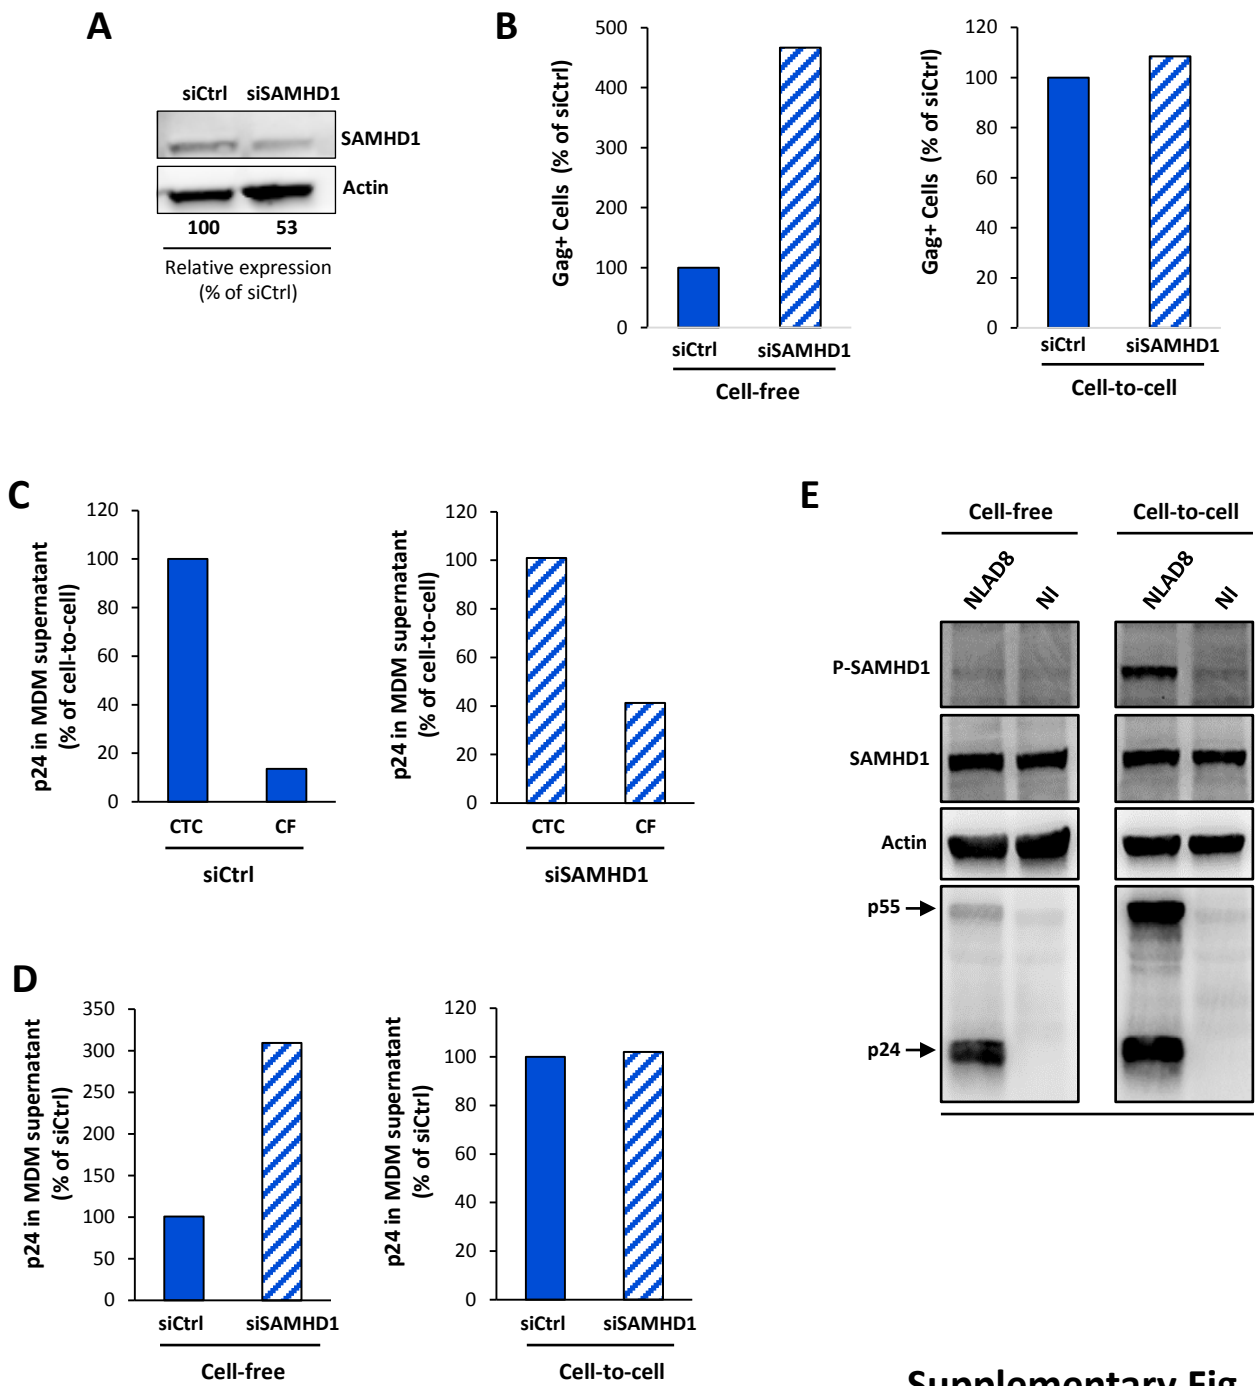 A
siCtrl siSAMHD1
SAMHD1
Actin
100 53
Relative expression
(% of siCtrl)
B
Gag+ Cells (% of siCtrl)
500
400
300
200
100
0
siCtrl siSAMHD1
Cell-free
Gag+ Cells (% of siCtrl)
120
100
80
60
40
20
0
siCtrl siSAMHD1
Cell-to-cell
C
p24 in MDM supernatant
(% of cell-to-cell)
120
100
80
60
40
20
0
CTC CF
siCtrl
p24 in MDM supernatant
(% of cell-to-cell)
120
100
80
60
40
20
0
CTC CF
siSAMHD1
D
p24 in MDM supernatant
(% of siCtrl)
350
300
250
200
150
100
50
0
siCtrl siSAMHD1
Cell-free
p24 in MDM supernatant
(% of siCtrl)
120
100
80
60
40
20
0
siCtrl siSAMHD1
Cell-to-cell
E
Cell-free Cell-to-cell
NLAD8 NI NLAD8 NI
P-SAMHD1
SAMHD1
Actin
p55
p24
Supplementary Fig